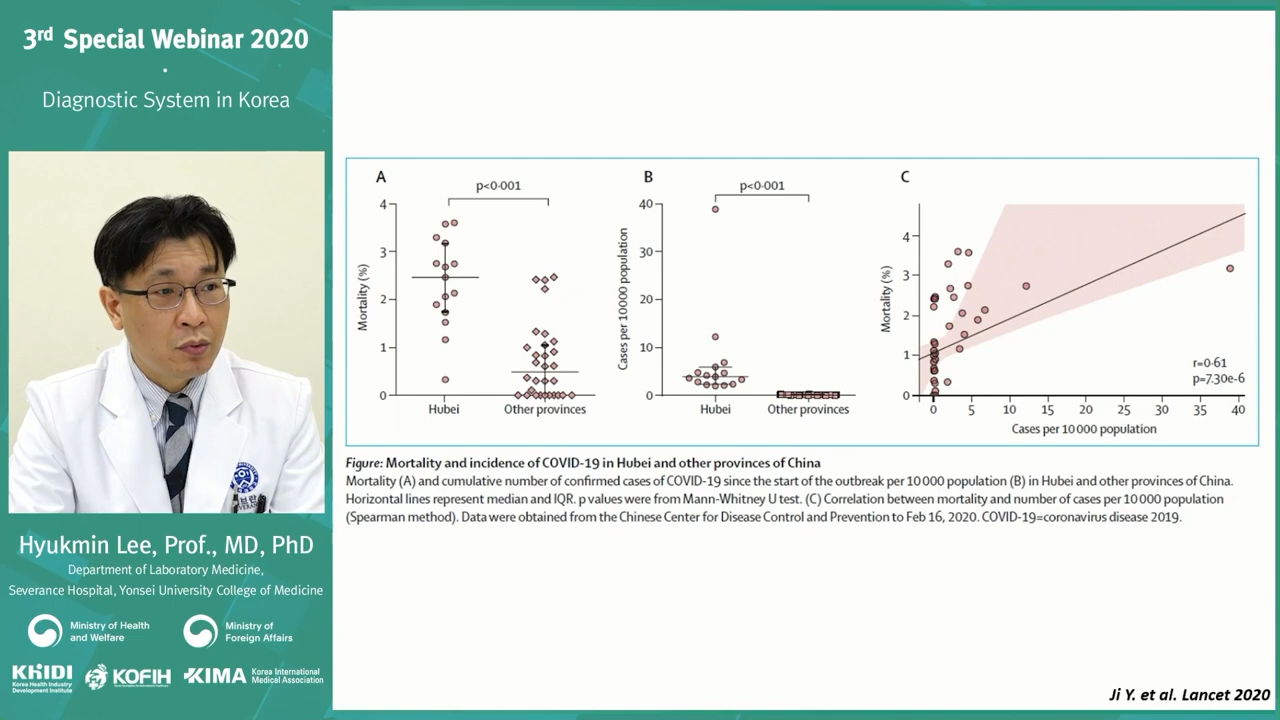 3rd Special Webinar 2020
Diagnostic System in Korea
Hyukmin Lee, Prof., MD, PhD
Department of Laboratory Medicine,
Severance Hospital, Yonsei University College of Medicine
Ministry of Health
and Welfare
Ministry of
Foreign Affairs
KHIDI
Korea Health Industry
Development Institute
KOFIH
KIMA
Korea International
Medical Association
A
p<0·001
Mortality (%)
4
3
2
1
0
Hubei
Other provinces
B
p<0·001
Cases per 10 000 population
40
30
20
10
0
Hubei
Other provinces
C
Mortality (%)
4
3
2
1
0
r=0·61
p=7.30e-6
0 5 10 15 20 25 30 35 40
Cases per 10 000 population
Figure: Mortality and incidence of COVID-19 in Hubei and other provinces of China
Mortality (A) and cumulative number of confirmed cases of COVID-19 since the start of the outbreak per 10 000 population (B) in Hubei and other provinces of China.
Horizontal lines represent median and IQR. p values were from Mann-Whitney U test. (C) Correlation between mortality and number of cases per 10 000 population
(Spearman method). Data were obtained from the Chinese Center for Disease Control and Prevention to Feb 16, 2020. COVID-19=coronavirus disease 2019.
Ji Y. et al. Lancet 2020